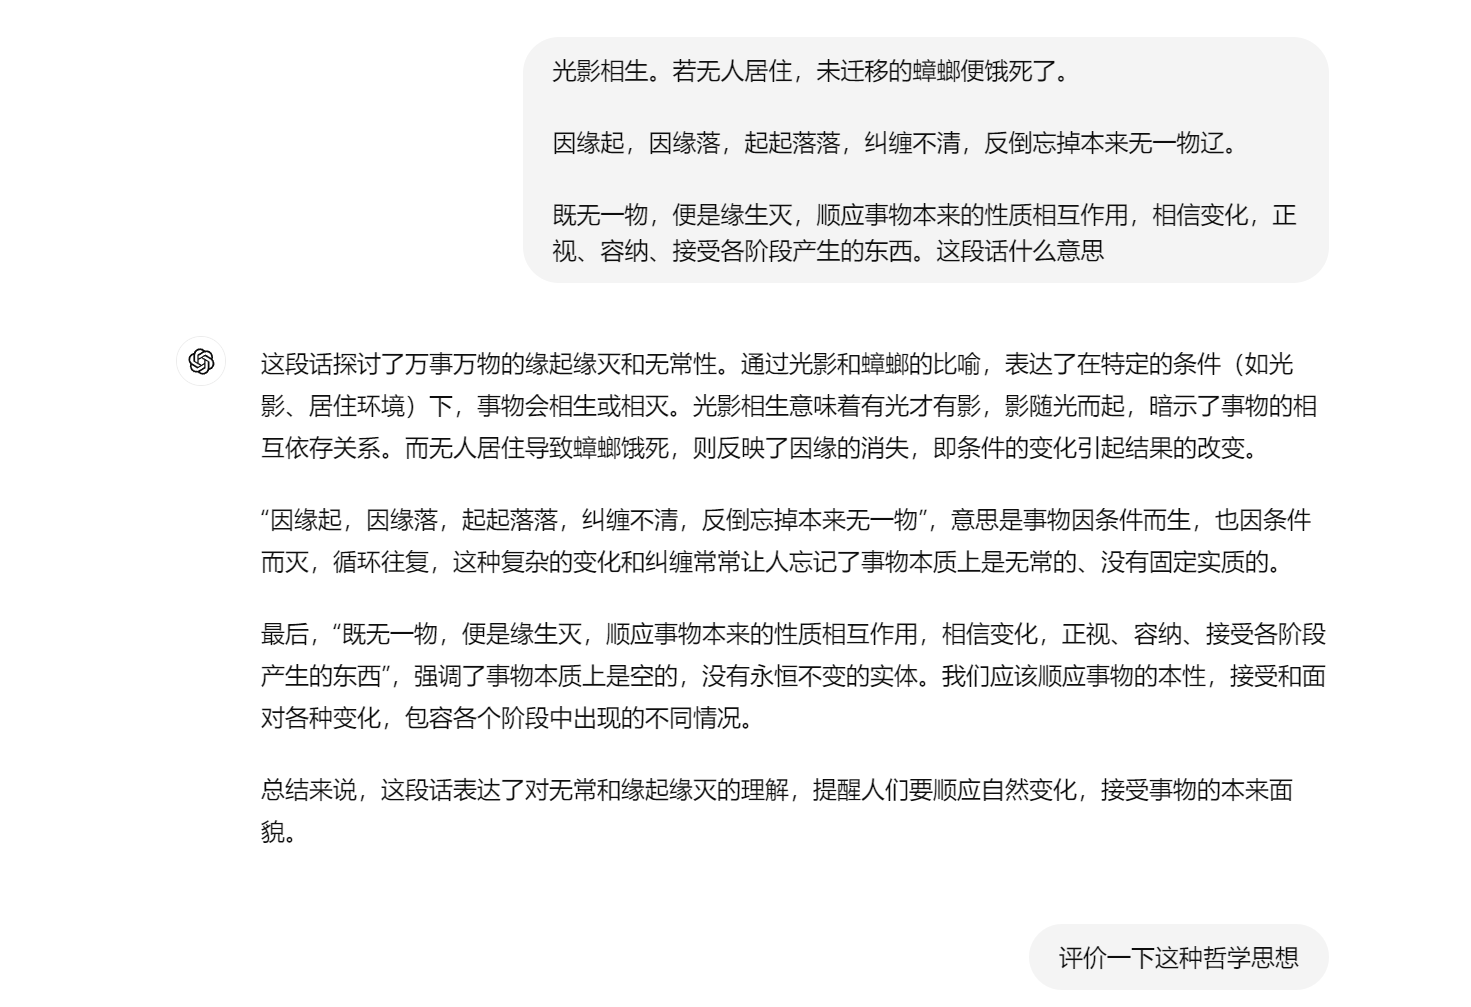 光影相生。若无人居住，未迁移的蟑螂便饿死了。
因缘起，因缘落，起起落落，纠缠不清，反倒忘掉本来无一物辽。
既无一物，便是缘生灭，顺应事物本来的性质相互作用，相信变化，正
视、容纳、接受各阶段产生的东西。这段话什么意思
这段话探讨了万事万物的缘起缘灭和无常性。通过光影和蟑螂的比喻，表达了在特定的条件（如光
影、居住环境）下，事物会相生或相灭。光影相生意味着有光才有影，影随光而起，暗示了事物的相
互依存关系。而无人居住导致蟑螂饿死，则反映了因缘的消失，即条件的变化引起结果的改变。
“因缘起，因缘落，起起落落，纠缠不清，反倒忘掉本来无一物”，意思是事物因条件而生，也因条件
而灭，循环往复，这种复杂的变化和纠缠常常让人忘记了事物本质上是无常的、没有固定实质的。
最后，“既无一物，便是缘生灭，顺应事物本来的性质相互作用，相信变化，正视、容纳、接受各阶段
产生的东西”，强调了事物本质上是空的，没有永恒不变的实体。我们应该顺应事物的本性，接受和面
对各种变化，包容各个阶段中出现的不同情况。
总结来说，这段话表达了对无常和缘起缘灭的理解，提醒人们要顺应自然变化，接受事物的本来面
貌。
评价一下这种哲学思想